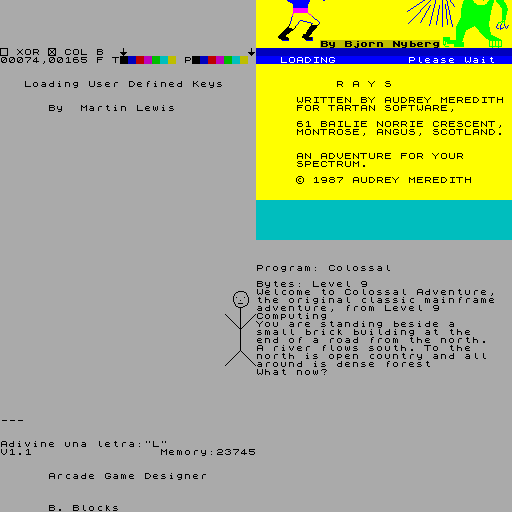 By Bjorn Nyberg
XOR COL B
00074,00165 F T P
LOADING Please Wait
Loading User Defined Keys
By Martin Lewis
R A Y S
WRITTEN BY AUDREY MEREDITH
FOR TARTAN SOFTWARE,
61 BAILIE NORRIE CRESCENT,
MONTROSE, ANGUS, SCOTLAND.
AN ADVENTURE FOR YOUR
SPECTRUM.
© 1987 AUDREY MEREDITH
Program: Colossal
Bytes: Level 9
Welcome to Colossal Adventure,
the original classic mainframe
adventure, from Level 9
Computing
You are standing beside a
small brick building at the
end of a road from the north.
A river flows south. To the
north is open country and all
around is dense forest
What now?
---
Adivine una letra:"L"
V1.1 Memory:23745
Arcade Game Designer
B. Blocks